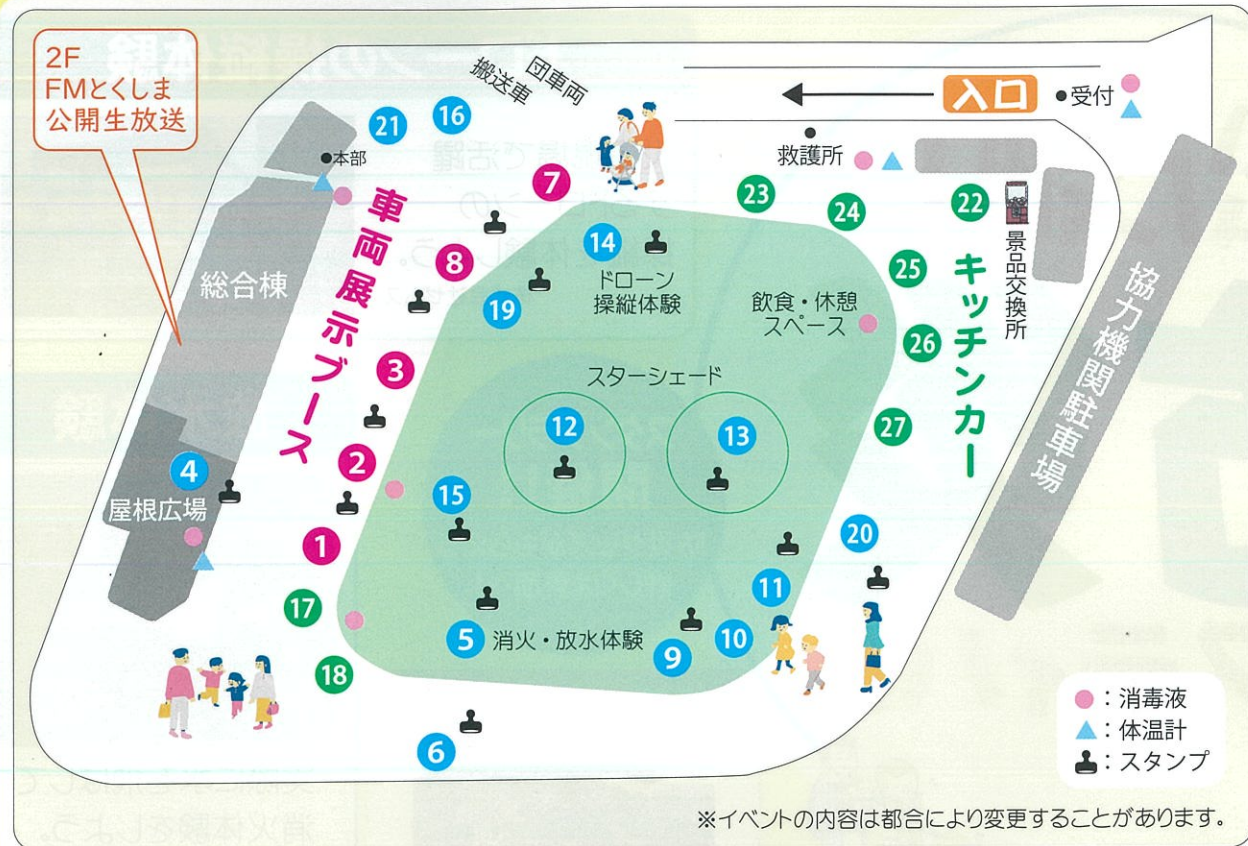 2F
FMとくしま
公開生放送
搬送車
団車両
入口
●受付
21
16
●本部
救護所
7
23
24
22
景品交換所
車両展示ブース
8
14
ドローン
操縦体験
19
飲食・休憩
スペース
25
26
キッチンカー
協力機関駐車場
総合棟
3
スターシェード
12
13
27
2
4
屋根広場
15
1
20
17
11
5
消火・放水体験
9
10
18
6
:消毒液
:体温計
:スタンプ
※イベントの内容は都合により変更することがあります。